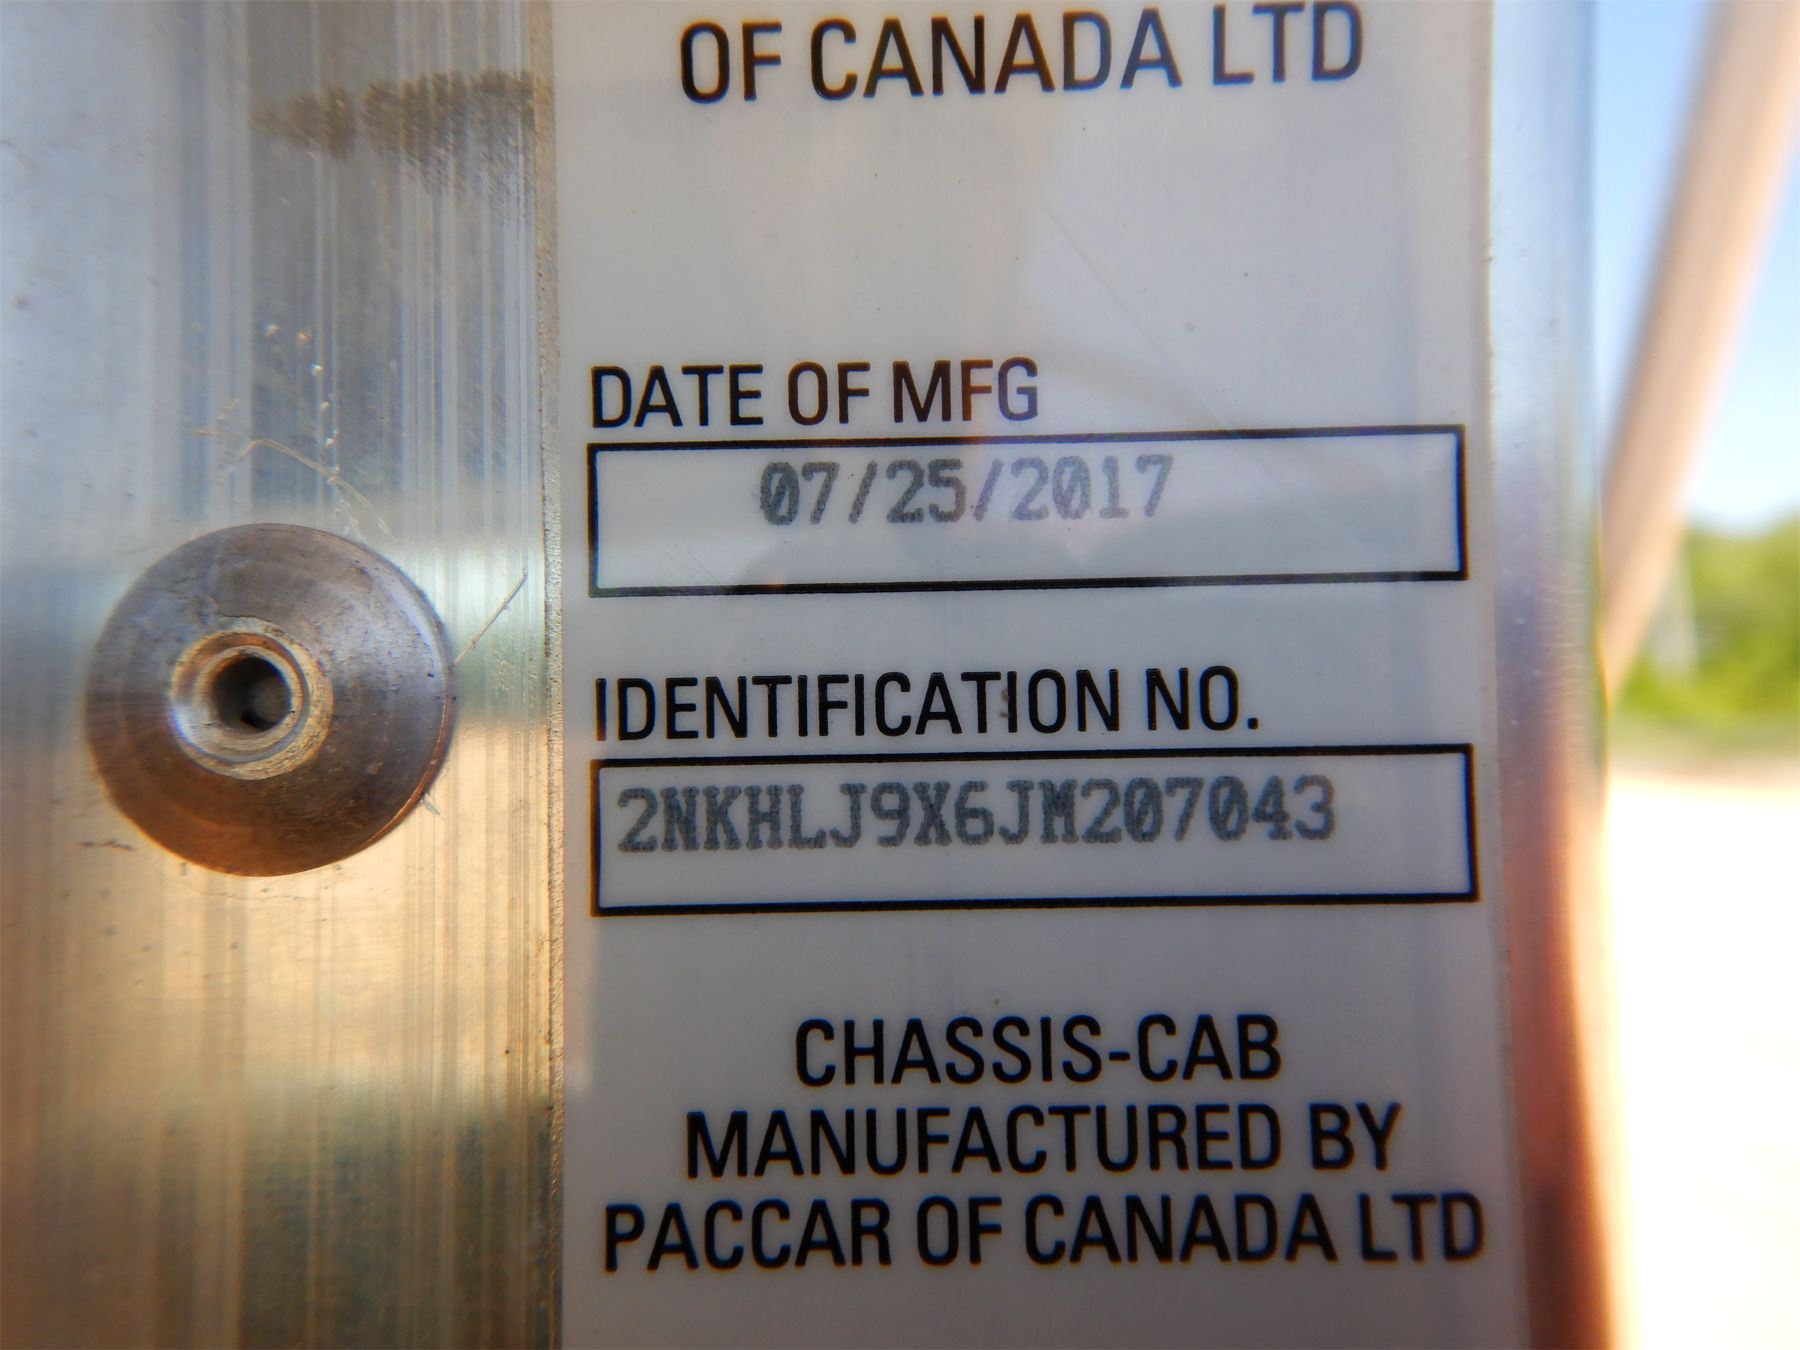 OF CANADA LTD
DATE OF MFG
07/25/2017
IDENTIFICATION NO.
2NKHLJ9X6JM207043
CHASSIS-CAB
MANUFACTURED BY
PACCAR OF CANADA LTD